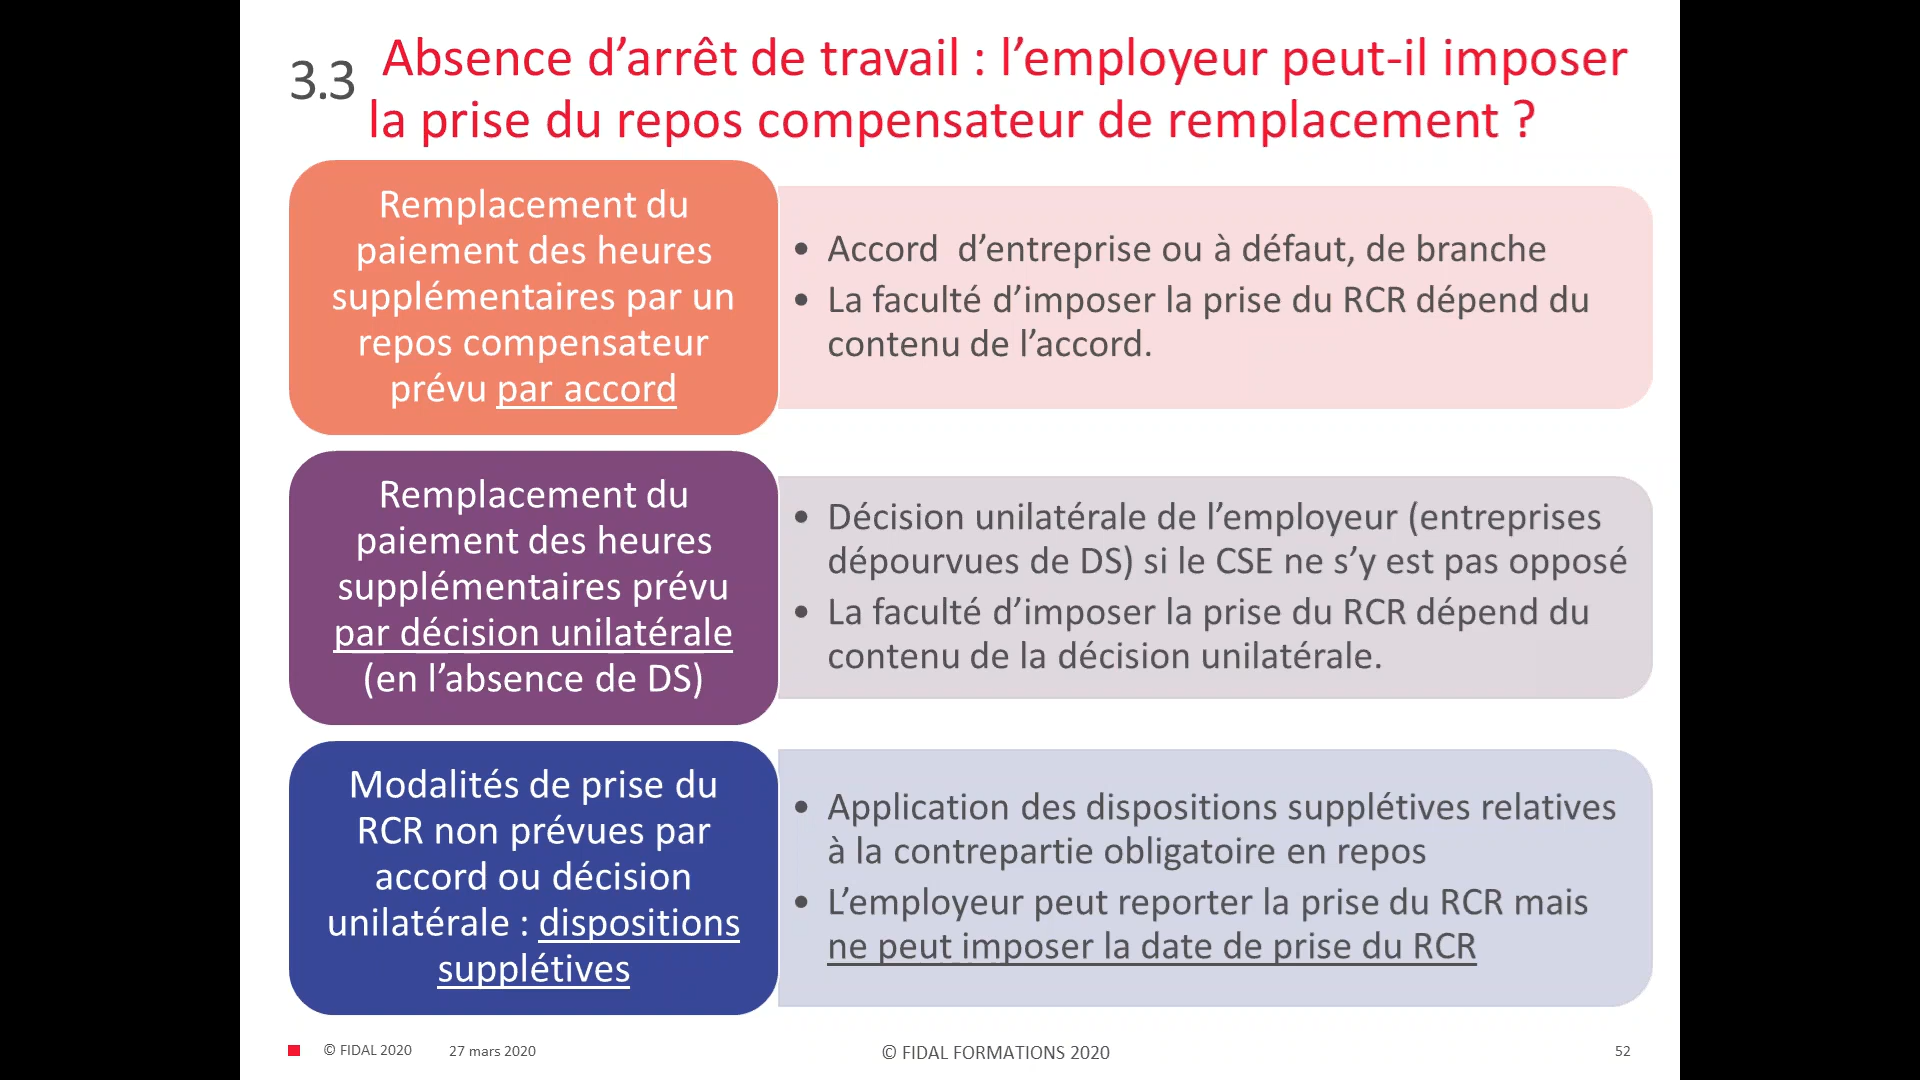 3.3 Absence d’arrêt de travail : l’employeur peut-il imposer
la prise du repos compensateur de remplacement ?
Remplacement du
paiement des heures
supplémentaires par un
repos compensateur
prévu par accord
• Accord d’entreprise ou à défaut, de branche
• La faculté d’imposer la prise du RCR dépend du
contenu de l’accord.
Remplacement du
paiement des heures
supplémentaires prévu
par décision unilatérale
(en l’absence de DS)
• Décision unilatérale de l’employeur (entreprises
dépourvues de DS) si le CSE ne s’y est pas opposé
• La faculté d’imposer la prise du RCR dépend du
contenu de la décision unilatérale.
Modalités de prise du
RCR non prévues par
accord ou décision
unilatérale : dispositions
supplétives
• Application des dispositions supplétives relatives
à la contrepartie obligatoire en repos
• L’employeur peut reporter la prise du RCR mais
ne peut imposer la date de prise du RCR
© FIDAL 2020 27 mars 2020 © FIDAL FORMATIONS 2020 52